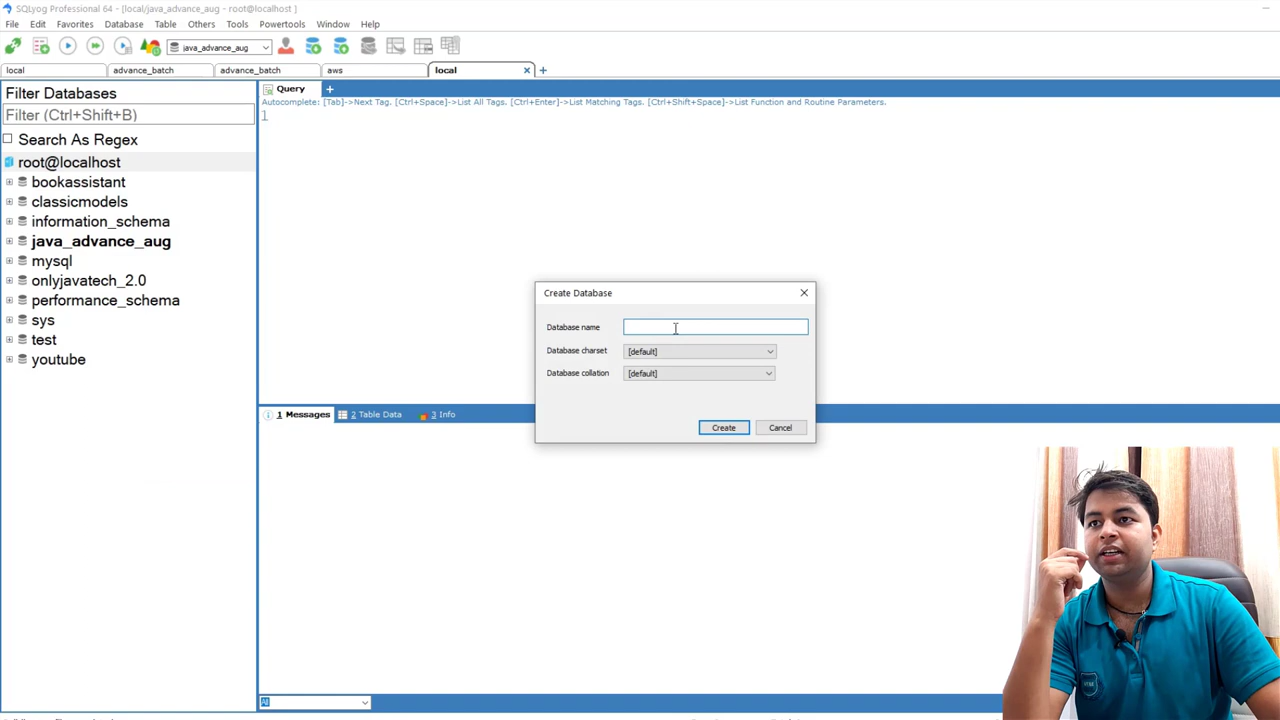 SQLyog Professional 64 - [local/java_advance_aug - root@localhost ]
File Edit Favorites Database Table Others Tools Powertools Window Help
java_advance_aug
local advance_batch advance_batch aws local
Filter Databases
Filter (Ctrl+Shift+B)
Search As Regex
root@localhost
bookassistant
classicmodels
information_schema
java_advance_aug
mysql
onlyjavatech_2.0
performance_schema
sys
test
youtube
Query
Autocomplete: [Tab]->Next Tag. [Ctrl+Space]->List All Tags. [Ctrl+Enter]->List Matching Tags. [Ctrl+Shift+Space]->List Function and Routine Parameters.
1
Create Database
Database name
Database charset [default]
Database collation [default]
Create Cancel
1 Messages 2 Table Data 3 Info
All